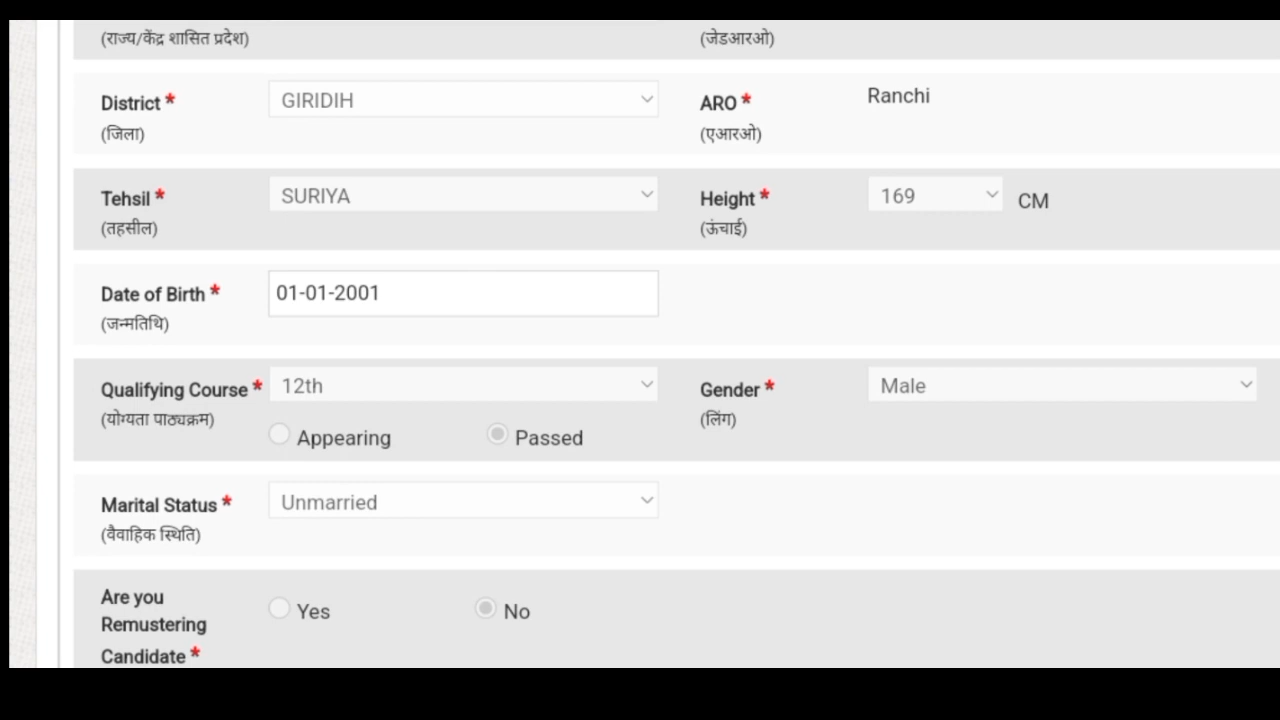 (राज्य/केंद्र शासित प्रदेश) (जेडआरओ)
District * GIRIDIH ARO * Ranchi
(जिला) (एआरओ)
Tehsil * SURIYA Height * 169 CM
(तहसील) (ऊंचाई)
Date of Birth * 01-01-2001
(जन्मतिथि)
Qualifying Course * 12th Gender * Male
(योग्यता पाठ्यक्रम) (लिंग)
Appearing Passed
Marital Status * Unmarried
(वैवाहिक स्थिति)
Are you
Yes No
Remustering
Candidate *